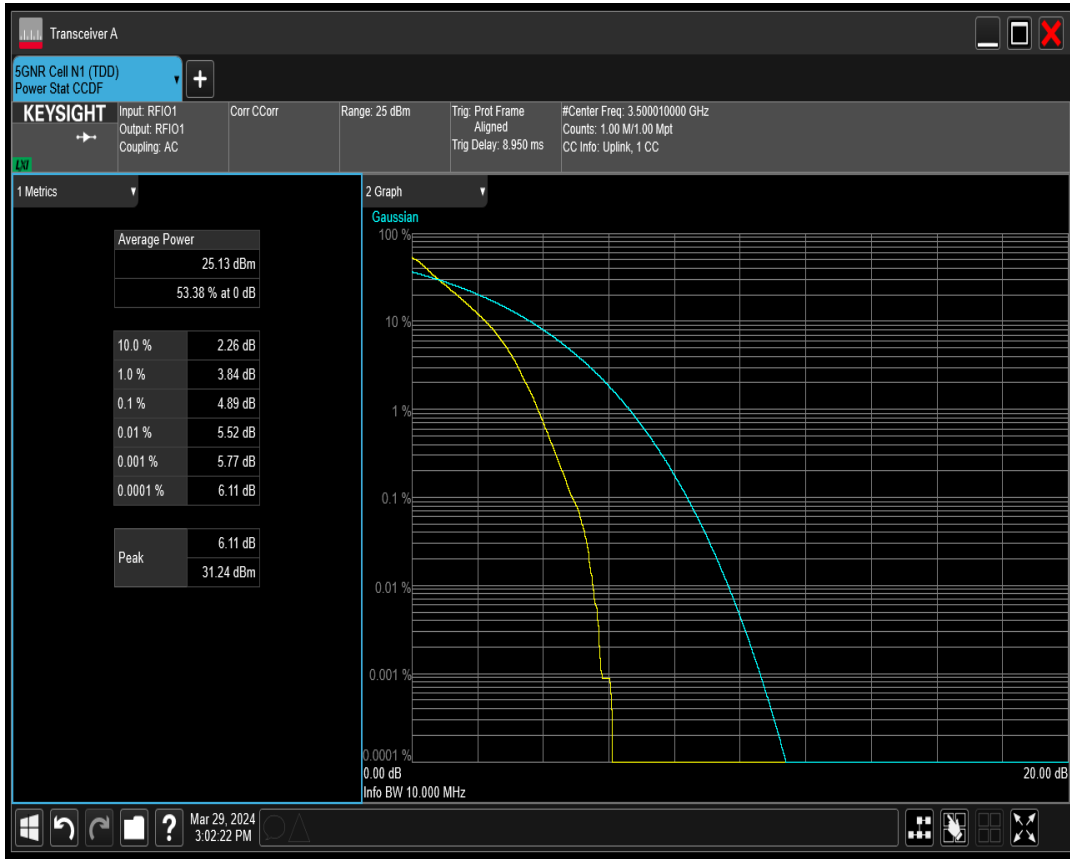 Transceiver A
5GNR Cell N1 (TDD)
Power Stat CCDF
+
KEYSIGHT
LXI
Input: RFIO1
Output: RFIO1
Coupling: AC
Corr CCorr
Range: 25 dBm
Trig: Prot Frame
Aligned
Trig Delay: 8.950 ms
#Center Freq: 3.500010000 GHz
Counts: 1.00 M/1.00 Mpt
CC Info: Uplink, 1 CC
1 Metrics
Average Power
25.13 dBm
53.38 % at 0 dB
10.0 % 2.26 dB
1.0 % 3.84 dB
0.1 % 4.89 dB
0.01 % 5.52 dB
0.001 % 5.77 dB
0.0001 % 6.11 dB
Peak
6.11 dB
31.24 dBm
2 Graph
Gaussian
100 %
10 %
1 %
0.1 %
0.01 %
0.001 %
0.0001 %
0.00 dB 20.00 dB
Info BW 10.000 MHz
?
Mar 29, 2024
3:02:22 PM